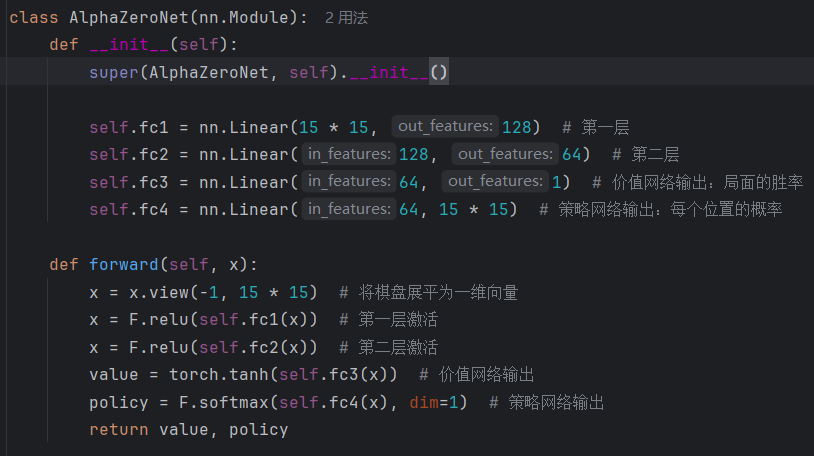 class AlphaZeroNet(nn.Module):  2 用法
    def __init__(self):
        super(AlphaZeroNet, self).__init__()
        self.fc1 = nn.Linear(15 * 15, out_features: 128)  # 第一层
        self.fc2 = nn.Linear( in_features: 128, out_features: 64)  # 第二层
        self.fc3 = nn.Linear( in_features: 64, out_features: 1)  # 价值网络输出：局面的胜率
        self.fc4 = nn.Linear( in_features: 64, 15 * 15)  # 策略网络输出：每个位置的概率
    def forward(self, x):
        x = x.view(-1, 15 * 15)  # 将棋盘展平为一维向量
        x = F.relu(self.fc1(x))  # 第一层激活
        x = F.relu(self.fc2(x))  # 第二层激活
        value = torch.tanh(self.fc3(x))  # 价值网络输出
        policy = F.softmax(self.fc4(x), dim=1)  # 策略网络输出
        return value, policy